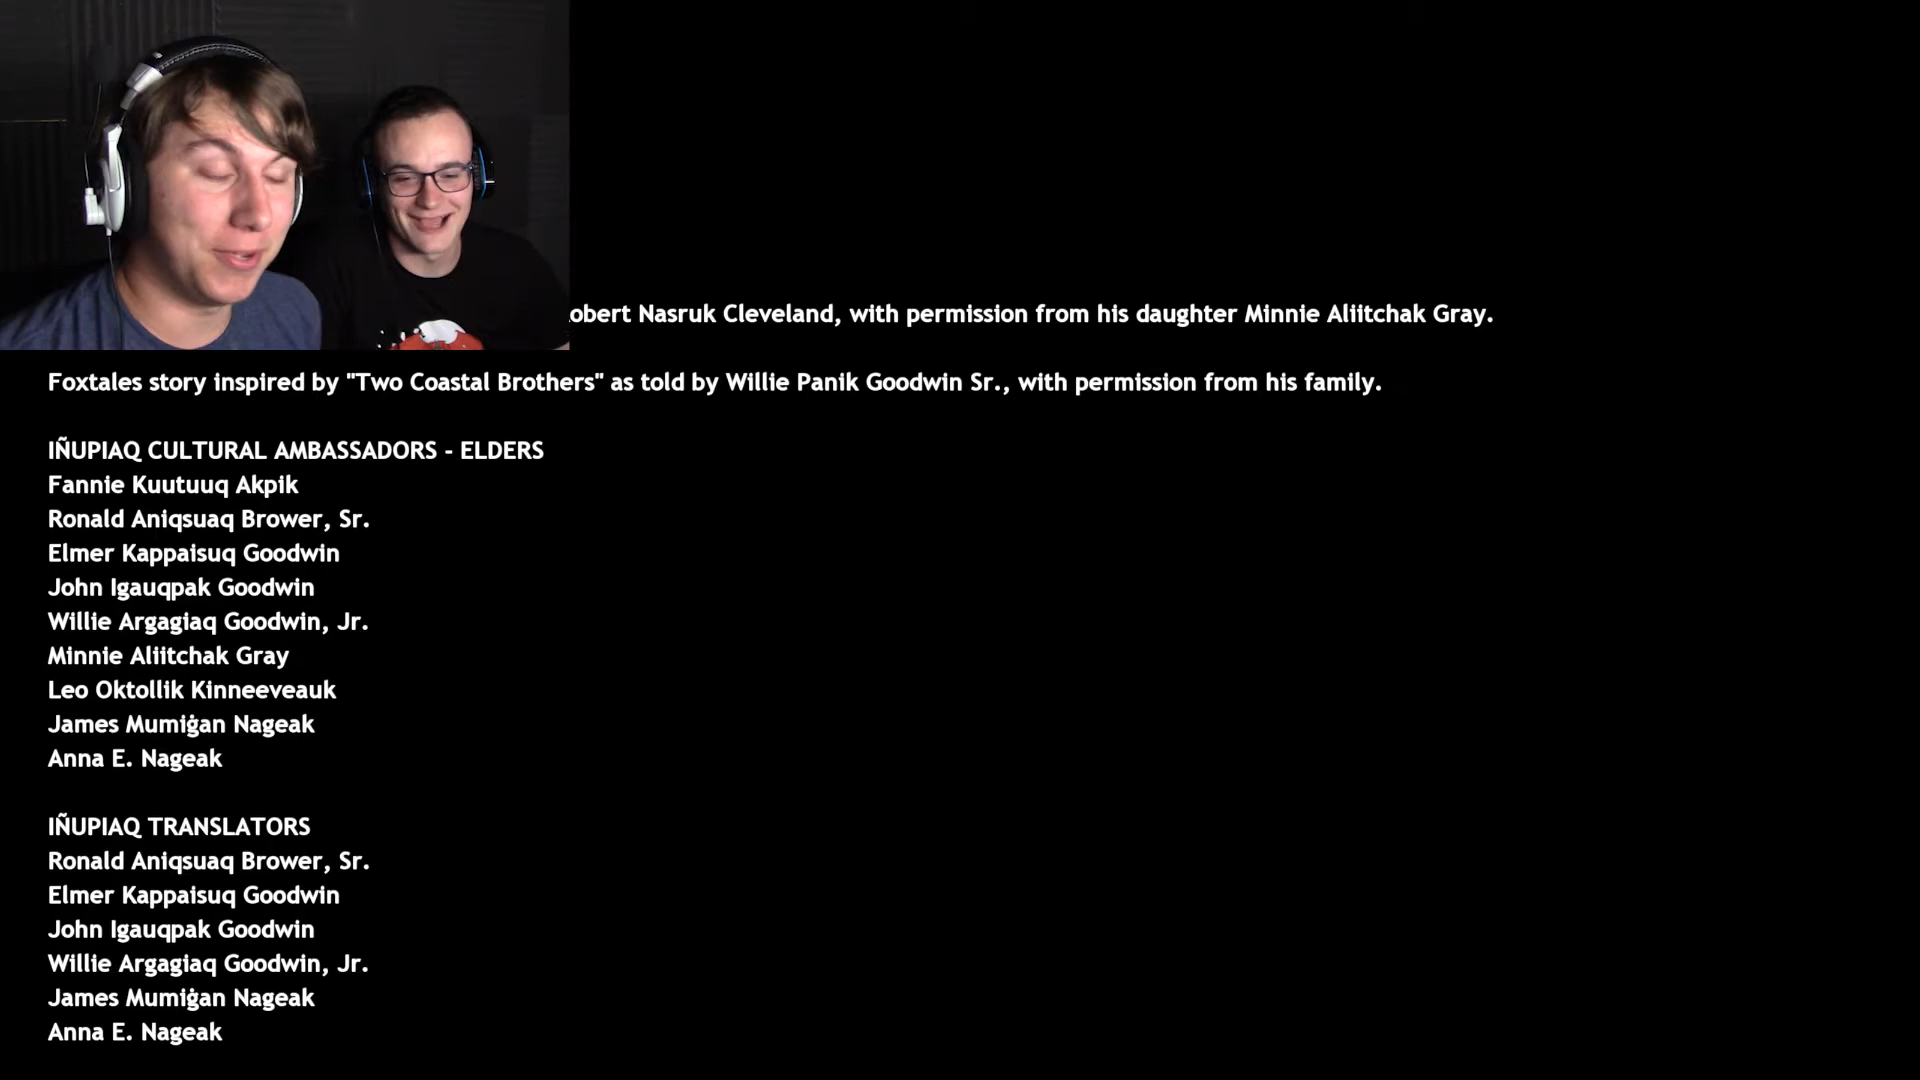 Nasruk Cleveland, with permission from his daughter Minnie Aliitchak Gray.
Foxtales story inspired by "Two Coastal Brothers" as told by Willie Panik Goodwin Sr., with permission from his family.
IÑUPIAQ CULTURAL AMBASSADORS - ELDERS
Fannie Kuutuuq Akpik
Ronald Aniqsuaq Brower, Sr.
Elmer Kappaisuq Goodwin
John Igauqpak Goodwin
Willie Argagiaq Goodwin, Jr.
Minnie Aliitchak Gray
Leo Oktollik Kinneeveauk
James Mumiġan Nageak
Anna E. Nageak
IÑUPIAQ TRANSLATORS
Ronald Aniqsuaq Brower, Sr.
Elmer Kappaisuq Goodwin
John Igauqpak Goodwin
Willie Argagiaq Goodwin, Jr.
James Mumiġan Nageak
Anna E. Nageak